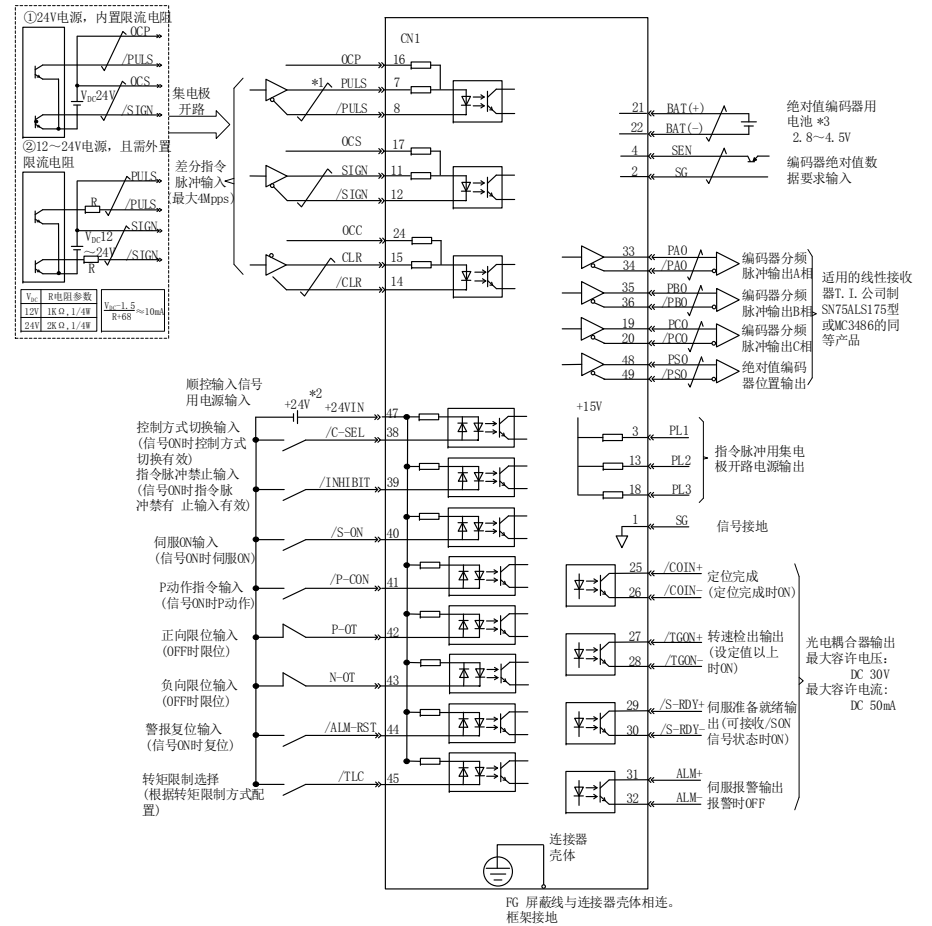 ①24V电源，内置限流电阻
OCP
/PULS
OCS
V_DC24V
/SIGN
②12～24V电源，且需外置
限流电阻
PULS
R
/PULS
SIGN
V_DC12
～24V
R
/SIGN
V_DC R电阻参数
12V 1KΩ,1/4W
24V 2KΩ,1/4W
V_DC-1.5
R+68
≈10mA
集电极
开路
差分指令
脉冲输入
(最大4Mpps)
CN1
OCP 16
*1 PULS 7
/PULS 8
OCS 17
SIGN 11
/SIGN 12
OCC 24
CLR 15
/CLR 14
21 BAT(+)
22 BAT(-)
绝对值编码器用
电池 *3
2.8～4.5V
4 SEN
2 SG
编码器绝对值数
据要求输入
33 PAO
34 /PAO
编码器分频
脉冲输出A相
35 PBO
36 /PBO
编码器分频
脉冲输出B相
19 PCO
20 /PCO
编码器分频
脉冲输出C相
48 PSO
49 /PSO
绝对值编码
器位置输出
适用的线性接收
器T.I.公司制
SN75ALS175型
或MC3486的同
等产品
顺控输入信号
用电源输入
+24V
*2
+24VIN 47
控制方式切换输入
(信号ON时控制方式
切换有效)
/C-SEL 38
指令脉冲禁止输入
(信号ON时指令脉
冲禁有 止输入有效)
/INHIBIT 39
伺服ON输入
(信号ON时伺服ON)
/S-ON 40
P动作指令输入
(信号ON时P动作)
/P-CON 41
正向限位输入
(OFF时限位)
P-OT 42
负向限位输入
(OFF时限位)
N-OT 43
警报复位输入
(信号ON时复位)
/ALM-RST 44
转矩限制选择
(根据转矩限制方式配
置)
/TLC 45
+15V
3 PL1
13 PL2
18 PL3
指令脉冲用集电
极开路电源输出
1 SG
信号接地
25 /COIN+
26 /COIN-
定位完成
(定位完成时ON)
27 /TGON+
28 /TGON-
转速检出输出
(设定值以上
时ON)
29 /S-RDY+
30 /S-RDY-
伺服准备就绪输
出(可接收/SON
信号状态时ON)
31 ALM+
32 ALM-
伺服报警输出
报警时OFF
光电耦合器输出
最大容许电压:
DC 30V
最大容许电流:
DC 50mA
连接器
壳体
FG 屏蔽线与连接器壳体相连。
框架接地